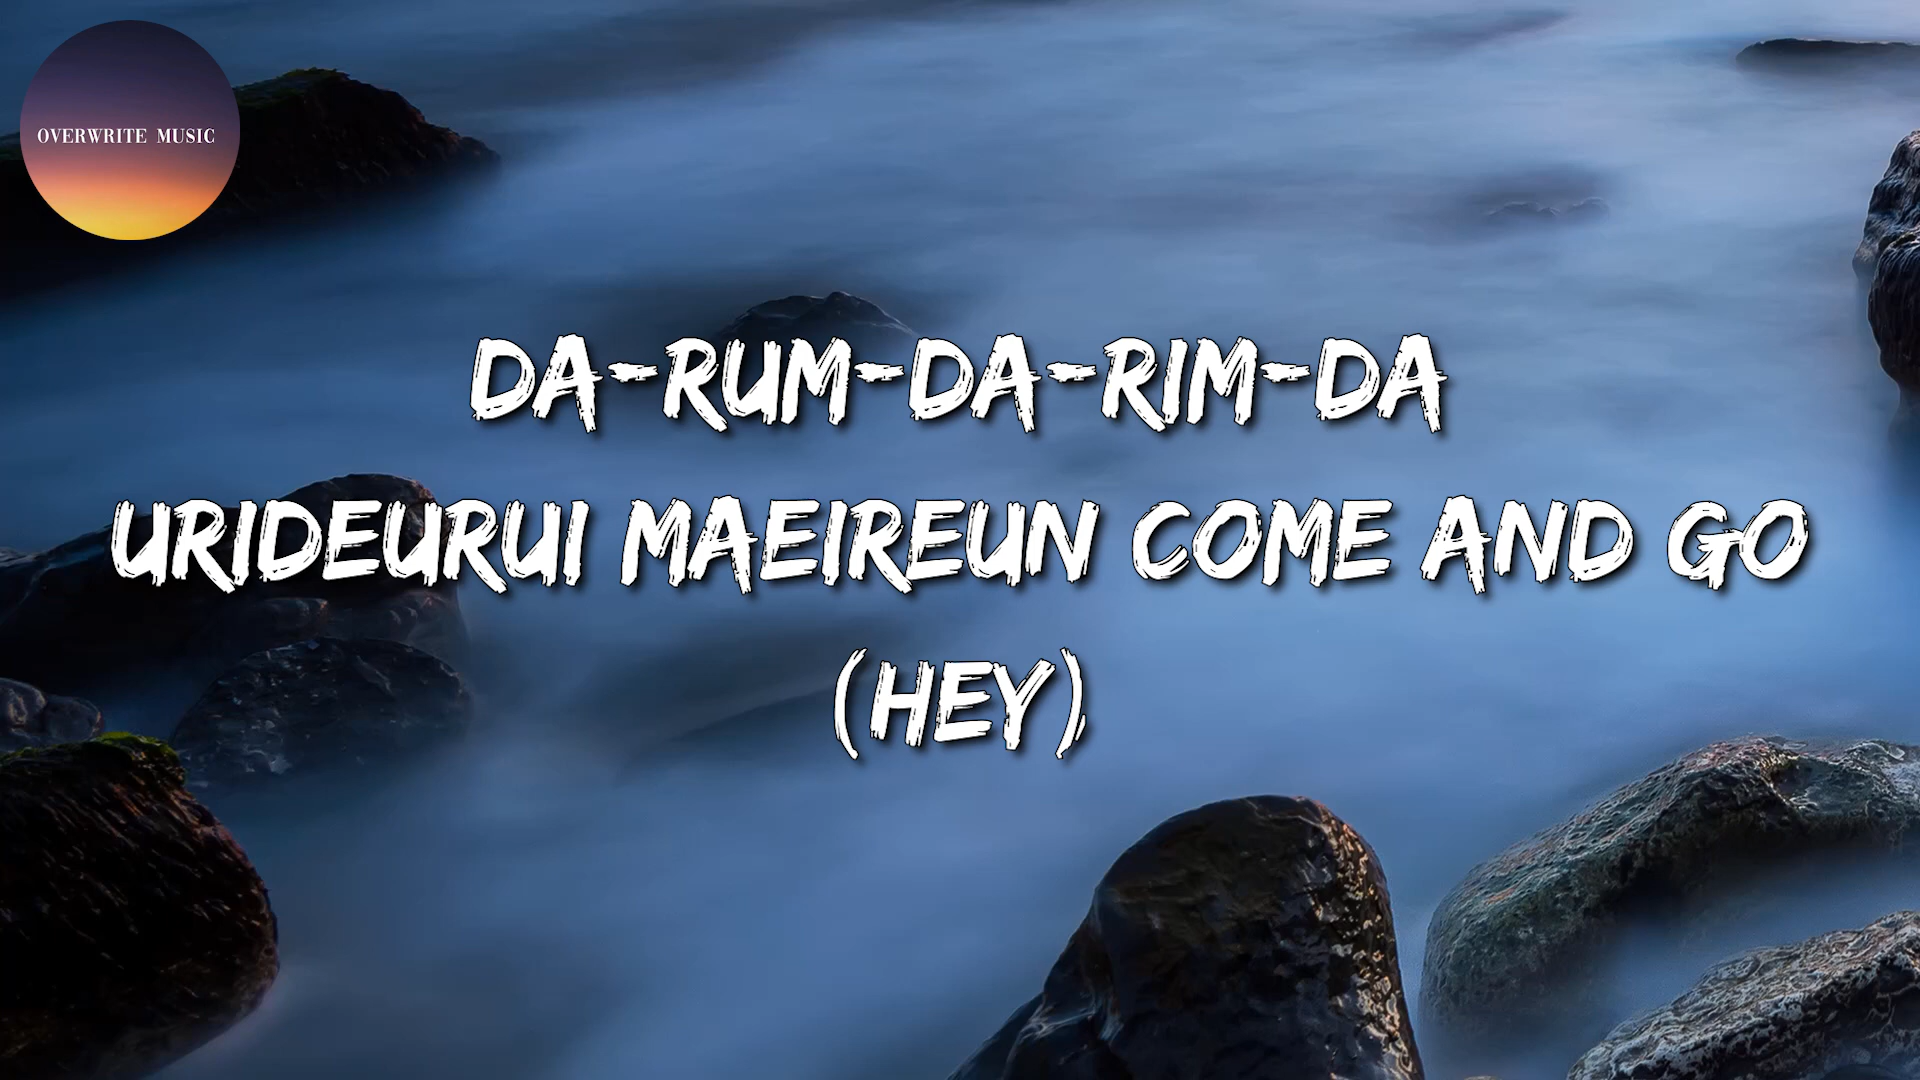 OVERWRITE MUSIC
DA-RUM-DA-RIM-DA
URIDEURUI MAEIREUN COME AND GO
(HEY)